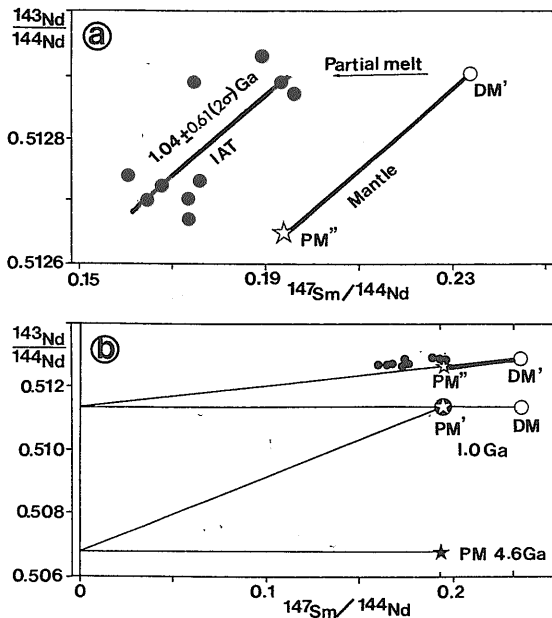 143Nd
144Nd
ⓐ
Partial melt
DM'
1.04±0.61(2σ)Ga
IAT
Mantle
PM"
0.5128
0.5126
0.15
0.19
0.23
147Sm/144Nd
143Nd
144Nd
ⓑ
0.512
0.510
0.508
0.506
PM"
DM'
PM'
DM
1.0Ga
PM 4.6Ga
0
0.1
0.2
147Sm/144Nd